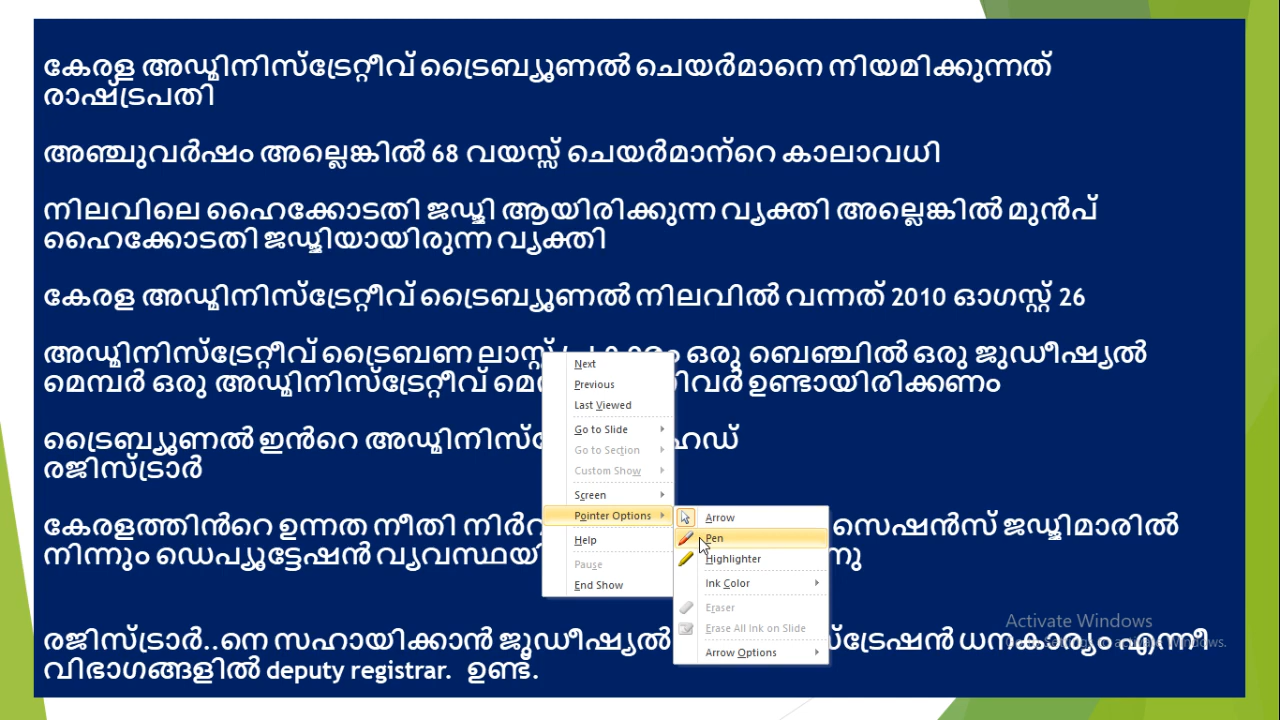 കേരള അഡ്മിനിസ്ട്രേറ്റീവ് ട്രൈബ്യൂണൽ ചെയർമാനെ നിയമിക്കുന്നത്
രാഷ്ട്രപതി
അഞ്ചുവർഷം അല്ലെങ്കിൽ 68 വയസ്സ് ചെയർമാന്റെ കാലാവധി
നിലവിലെ ഹൈക്കോടതി ജഡ്ജി ആയിരിക്കുന്ന വ്യക്തി അല്ലെങ്കിൽ മുൻപ്
ഹൈക്കോടതി ജഡ്ജിയായിരുന്ന വ്യക്തി
കേരള അഡ്മിനിസ്ട്രേറ്റീവ് ട്രൈബ്യൂണൽ നിലവിൽ വന്നത് 2010 ഓഗസ്റ്റ് 26
അഡ്മിനിസ്ട്രേറ്റീവ് ട്രൈബണ ലാസ്റ്റ് ഒരു ബെഞ്ചിൽ ഒരു ജുഡീഷ്യൽ
മെമ്പർ ഒരു അഡ്മിനിസ്ട്രേറ്റീവ് ഉണ്ടായിരിക്കണം
ട്രൈബ്യൂണൽ ഇൻറെ
രജിസ്ട്രാർ
കേരളത്തിൻറെ ഉന്നത നീതി സെഷൻസ് ജഡ്ജിമാരിൽ
നിന്നും ഡെപ്യൂട്ടേഷൻ
രജിസ്ട്രാർ..നെ സഹായിക്കാൻ ജൂഡീഷ്യൽ ധനകാര്യം എന്നീ
വിഭാഗങ്ങളിൽ deputy registrar. ഉണ്ട്.
Next
Previous
Last Viewed
Go to Slide
Go to Section
Custom Show
Screen
Pointer Options
Help
Pause
End Show
Arrow
Pen
Highlighter
Ink Color
Eraser
Erase All Ink on Slide
Arrow Options
Activate Windows